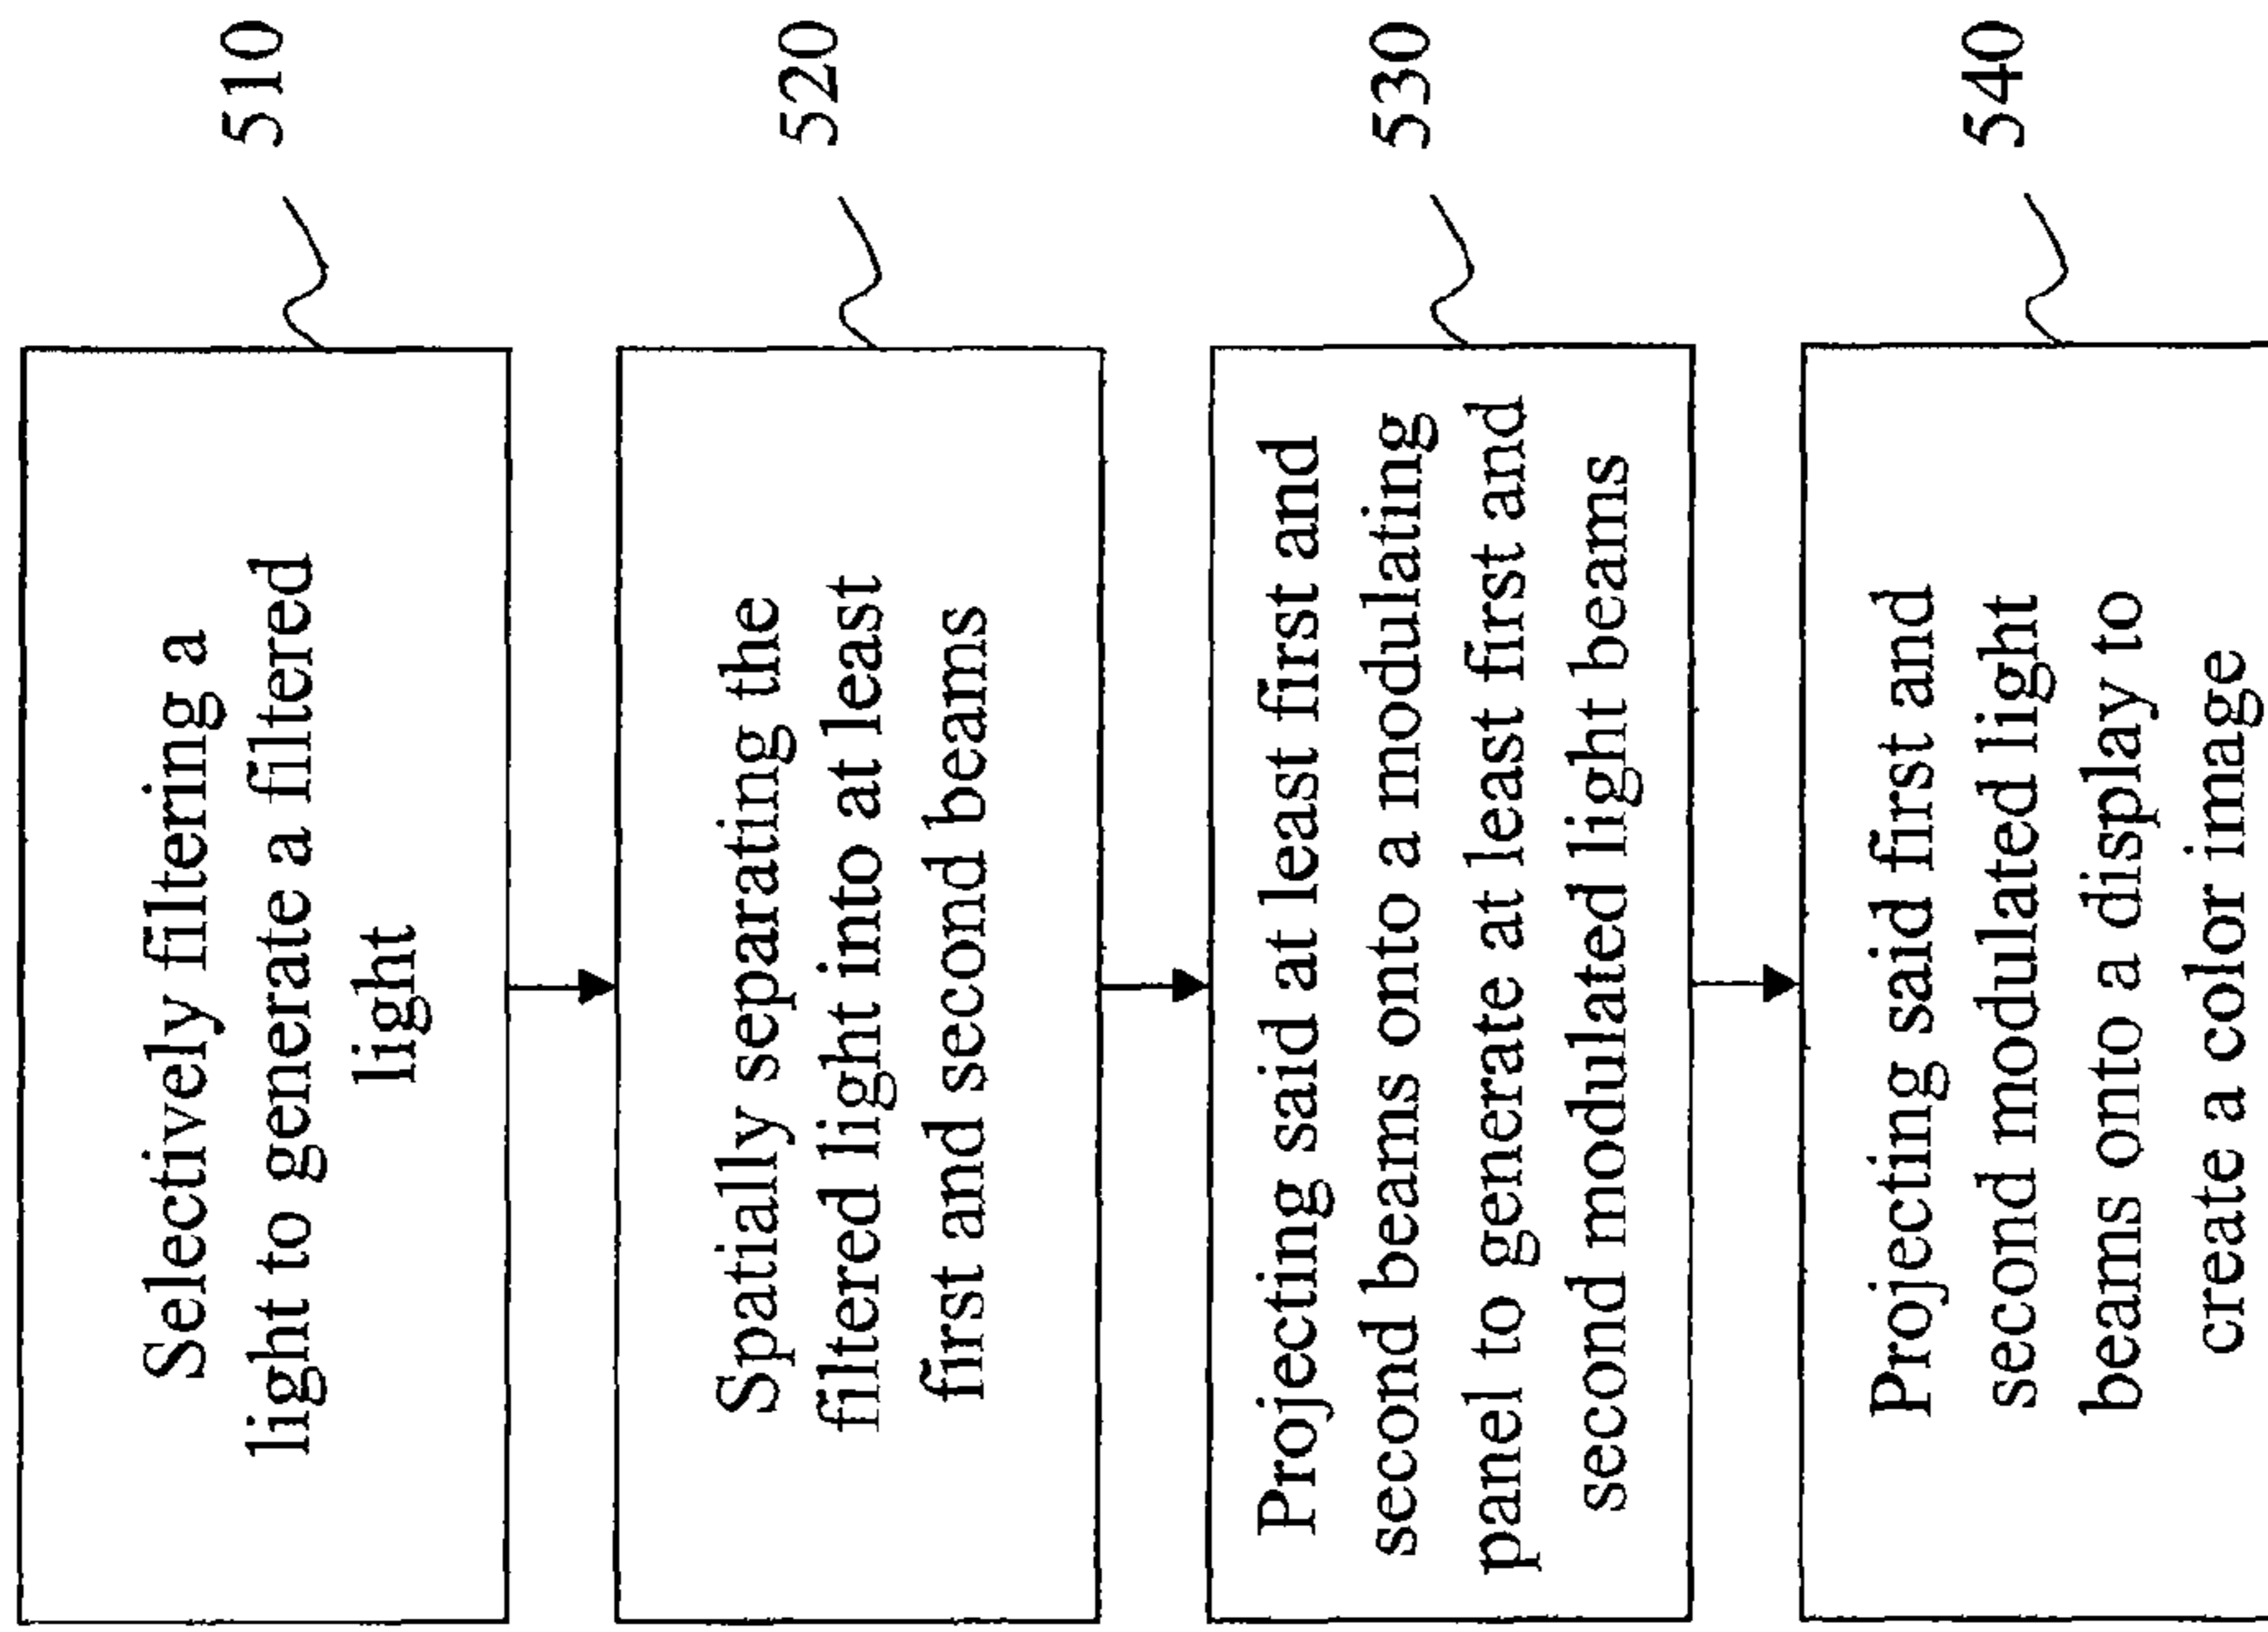 Selectively filtering a
light to generate a filtered
light
510
Spatially separating the
filtered light into at least
first and second beams
520
Projecting said at least first and
second beams onto a modulating
panel to generate at least first and
second modulated light beams
530
Projecting said first and
second modulated light
beams onto a display to
create a color image
540